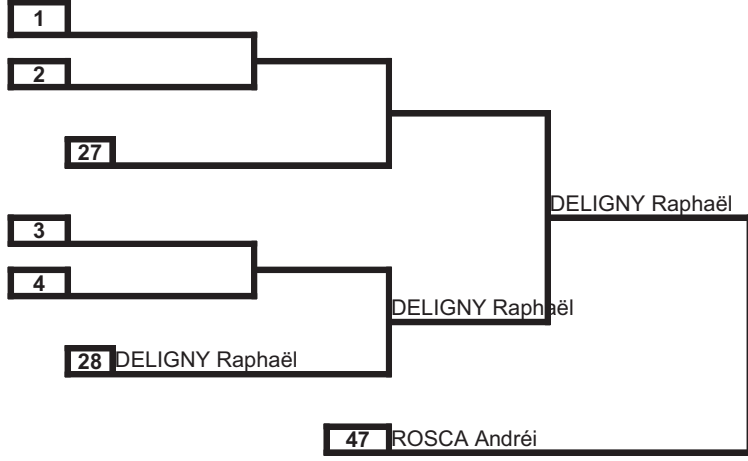 1
2
27
DELIGNY Raphaël
3
4
DELIGNY Raphaël
28 DELIGNY Raphaël
47 ROSCA Andréi